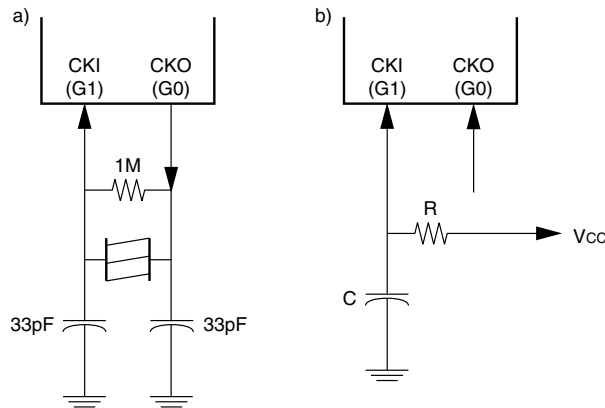 a)
CKI
(G1)
CKO
(G0)
1M
33pF
33pF
b)
CKI
(G1)
CKO
(G0)
R
VCC
C